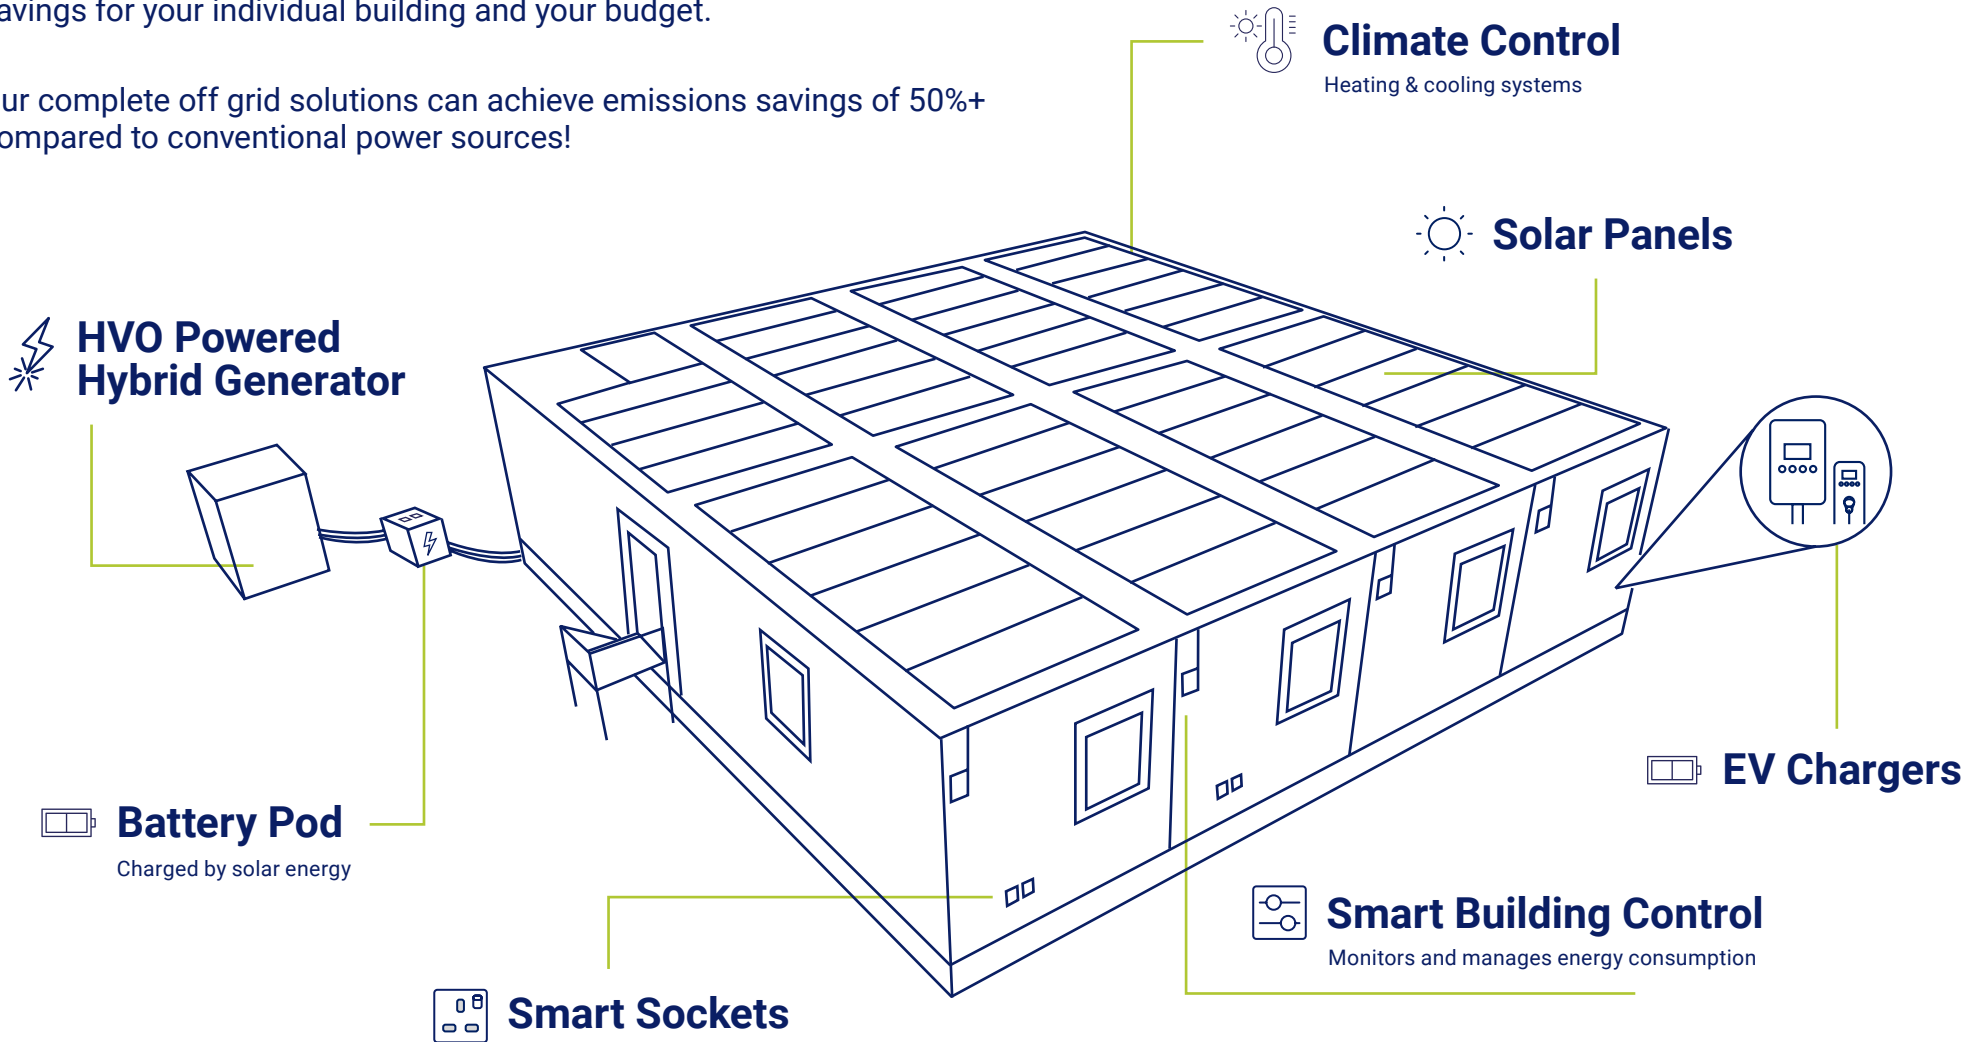 avings for your individual building and your budget.
ur complete off grid solutions can achieve emissions savings of 50%+
ompared to conventional power sources!
Climate Control
Heating & cooling systems
Solar Panels
HVO Powered
Hybrid Generator
EV Chargers
Battery Pod
Charged by solar energy
Smart Building Control
Monitors and manages energy consumption
Smart Sockets